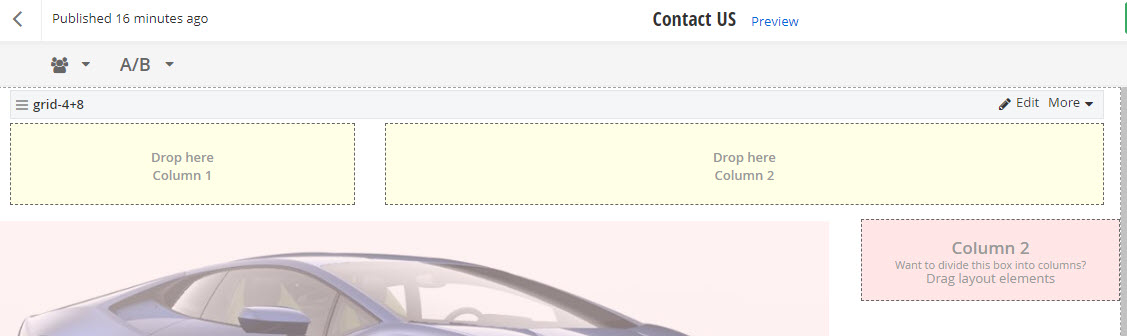 Published 16 minutes ago
Contact US Preview
A/B
grid-4+8
Edit More
Drop here
Column 1
Drop here
Column 2
Column 2
Want to divide this box into columns?
Drag layout elements